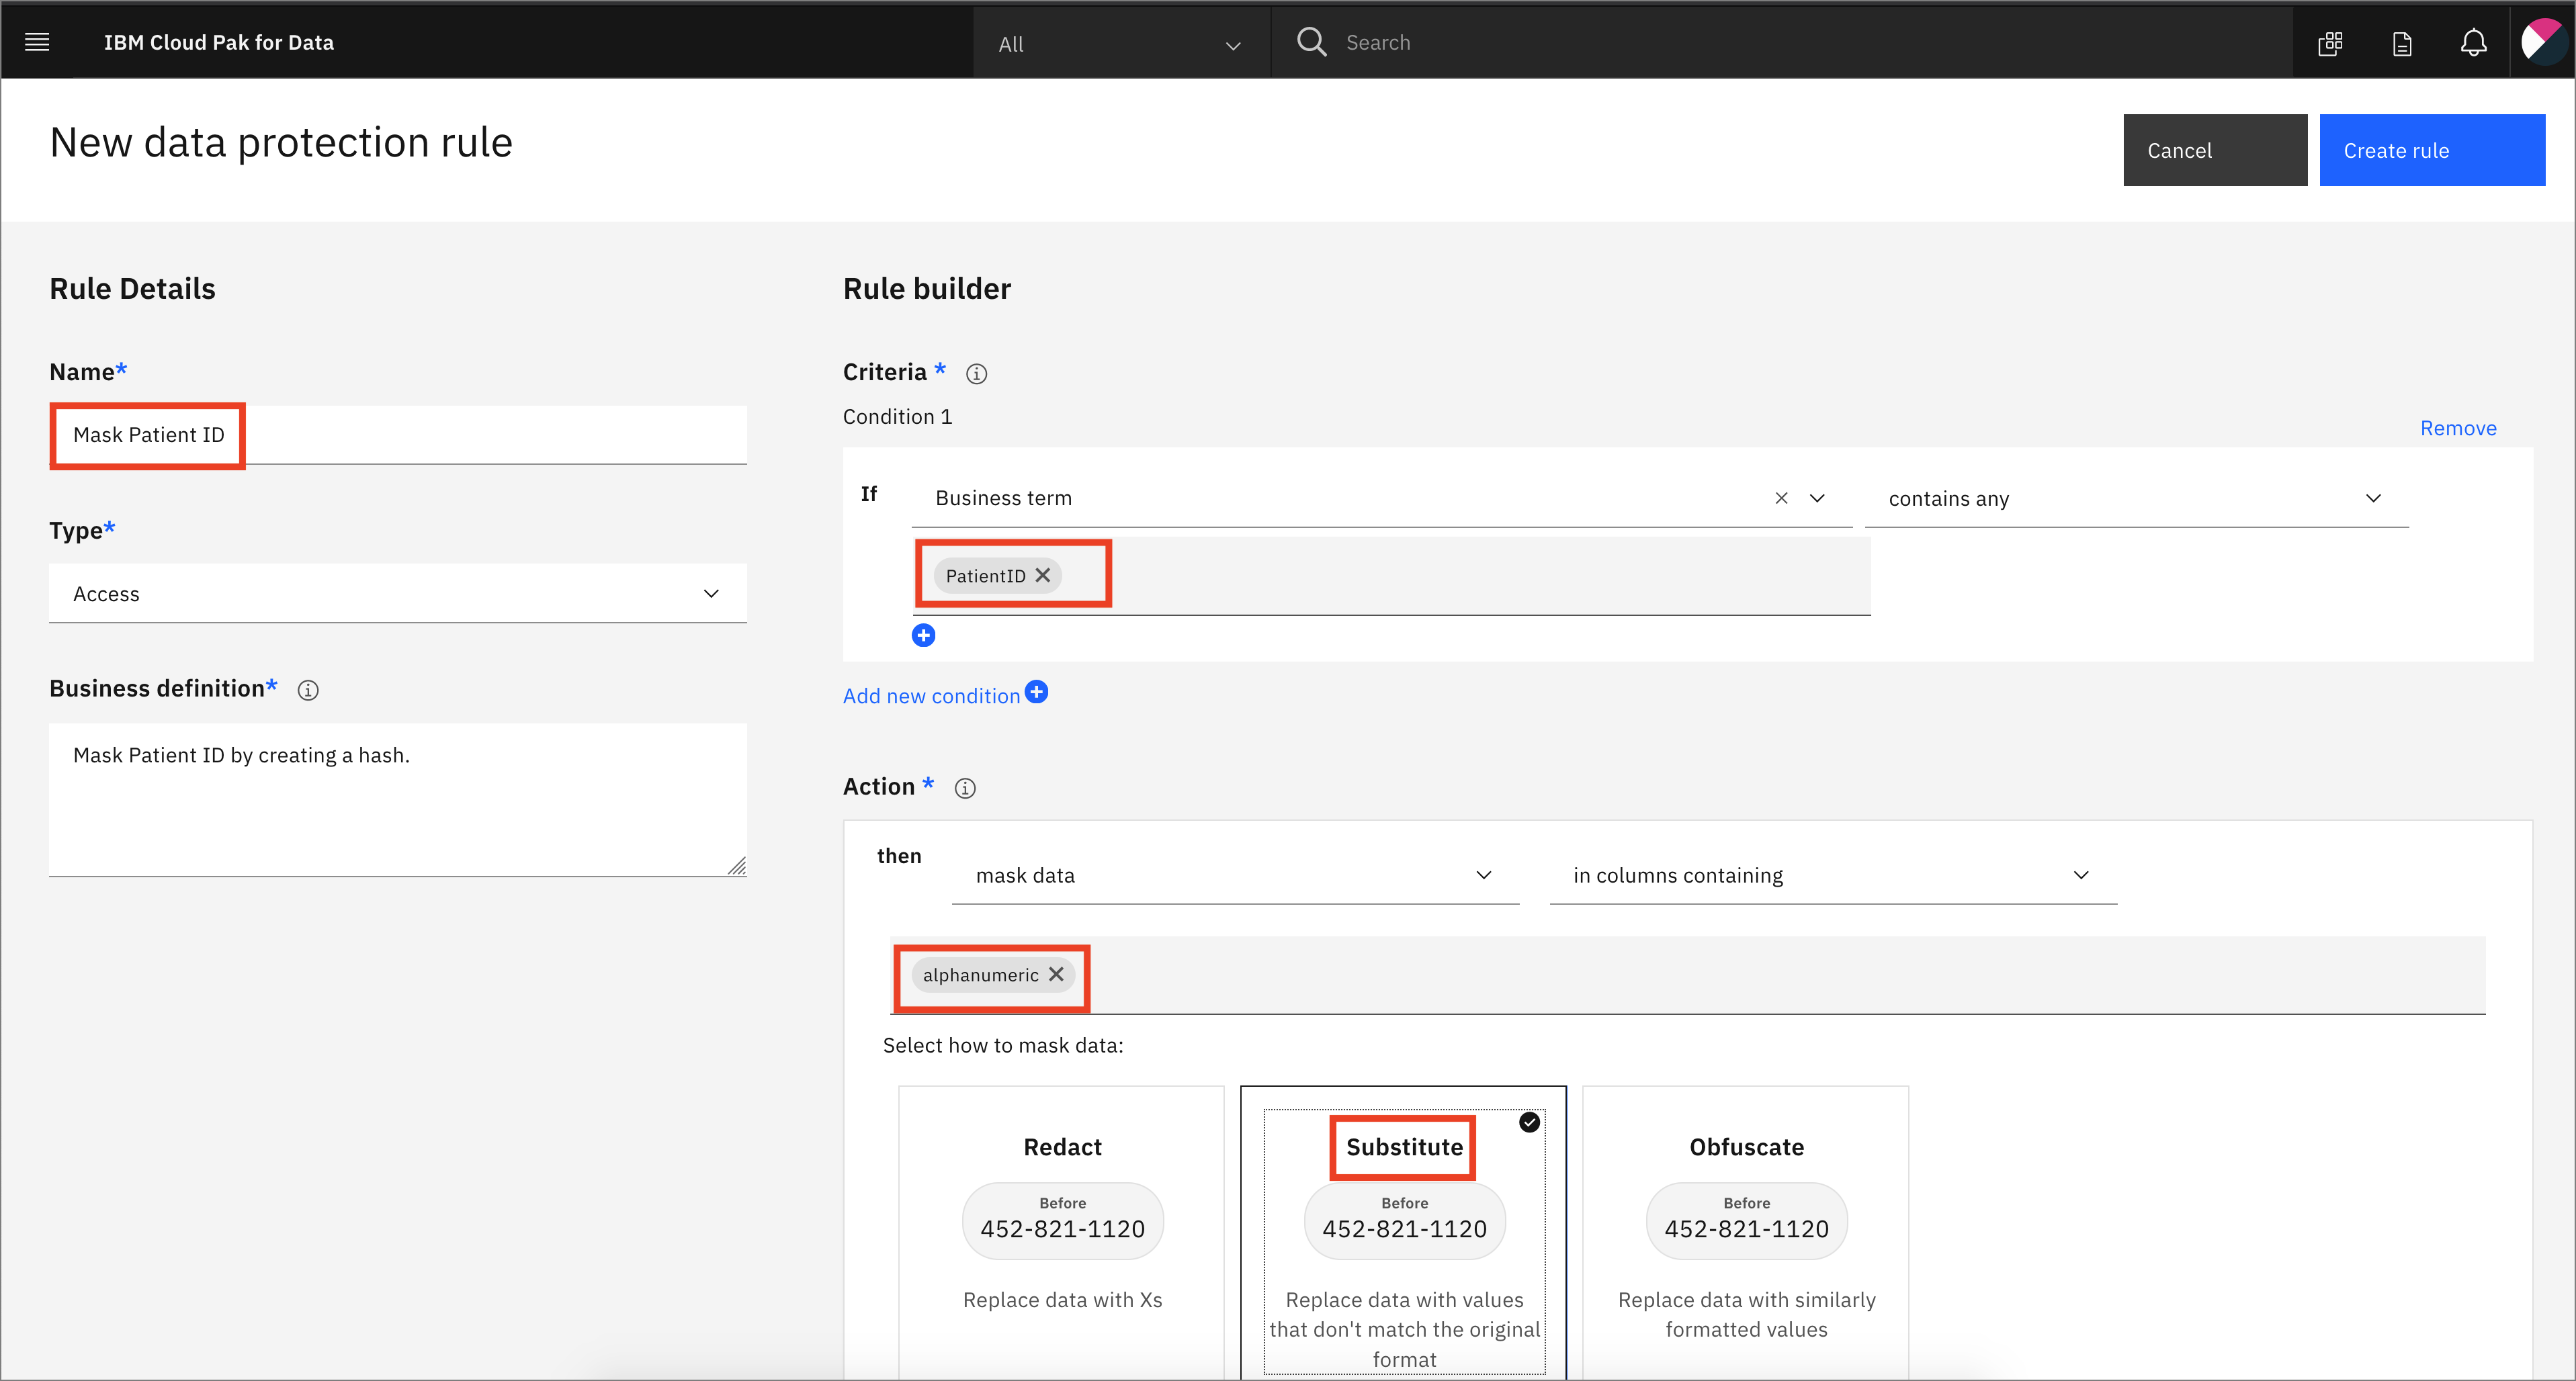 IBM Cloud Pak for Data
All
Search
New data protection rule
Cancel
Create rule
Rule Details
Name*
Mask Patient ID
Type*
Access
Business definition*
Mask Patient ID by creating a hash.
Rule builder
Criteria *
Condition 1
Remove
If
Business term
contains any
PatientID
Add new condition
Action *
then
mask data
in columns containing
alphanumeric
Select how to mask data:
Redact
Before
452-821-1120
Replace data with Xs
Substitute
Before
452-821-1120
Replace data with values
that don't match the original
format
Obfuscate
Before
452-821-1120
Replace data with similarly
formatted values